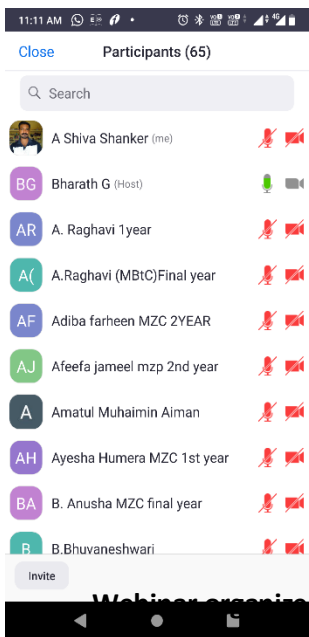 11:11 AM
Close Participants (65)
Search
A Shiva Shanker (me)
BG Bharath G (Host)
AR A. Raghavi 1year
A( A.Raghavi (MBtC)Final year
AF Adiba farheen MZC 2YEAR
AJ Afeefa jameel mzp 2nd year
A Amatul Muhaimin Aiman
AH Ayesha Humera MZC 1st year
BA B. Anusha MZC final year
B B.Bhuvaneshwari
Invite
Webinar